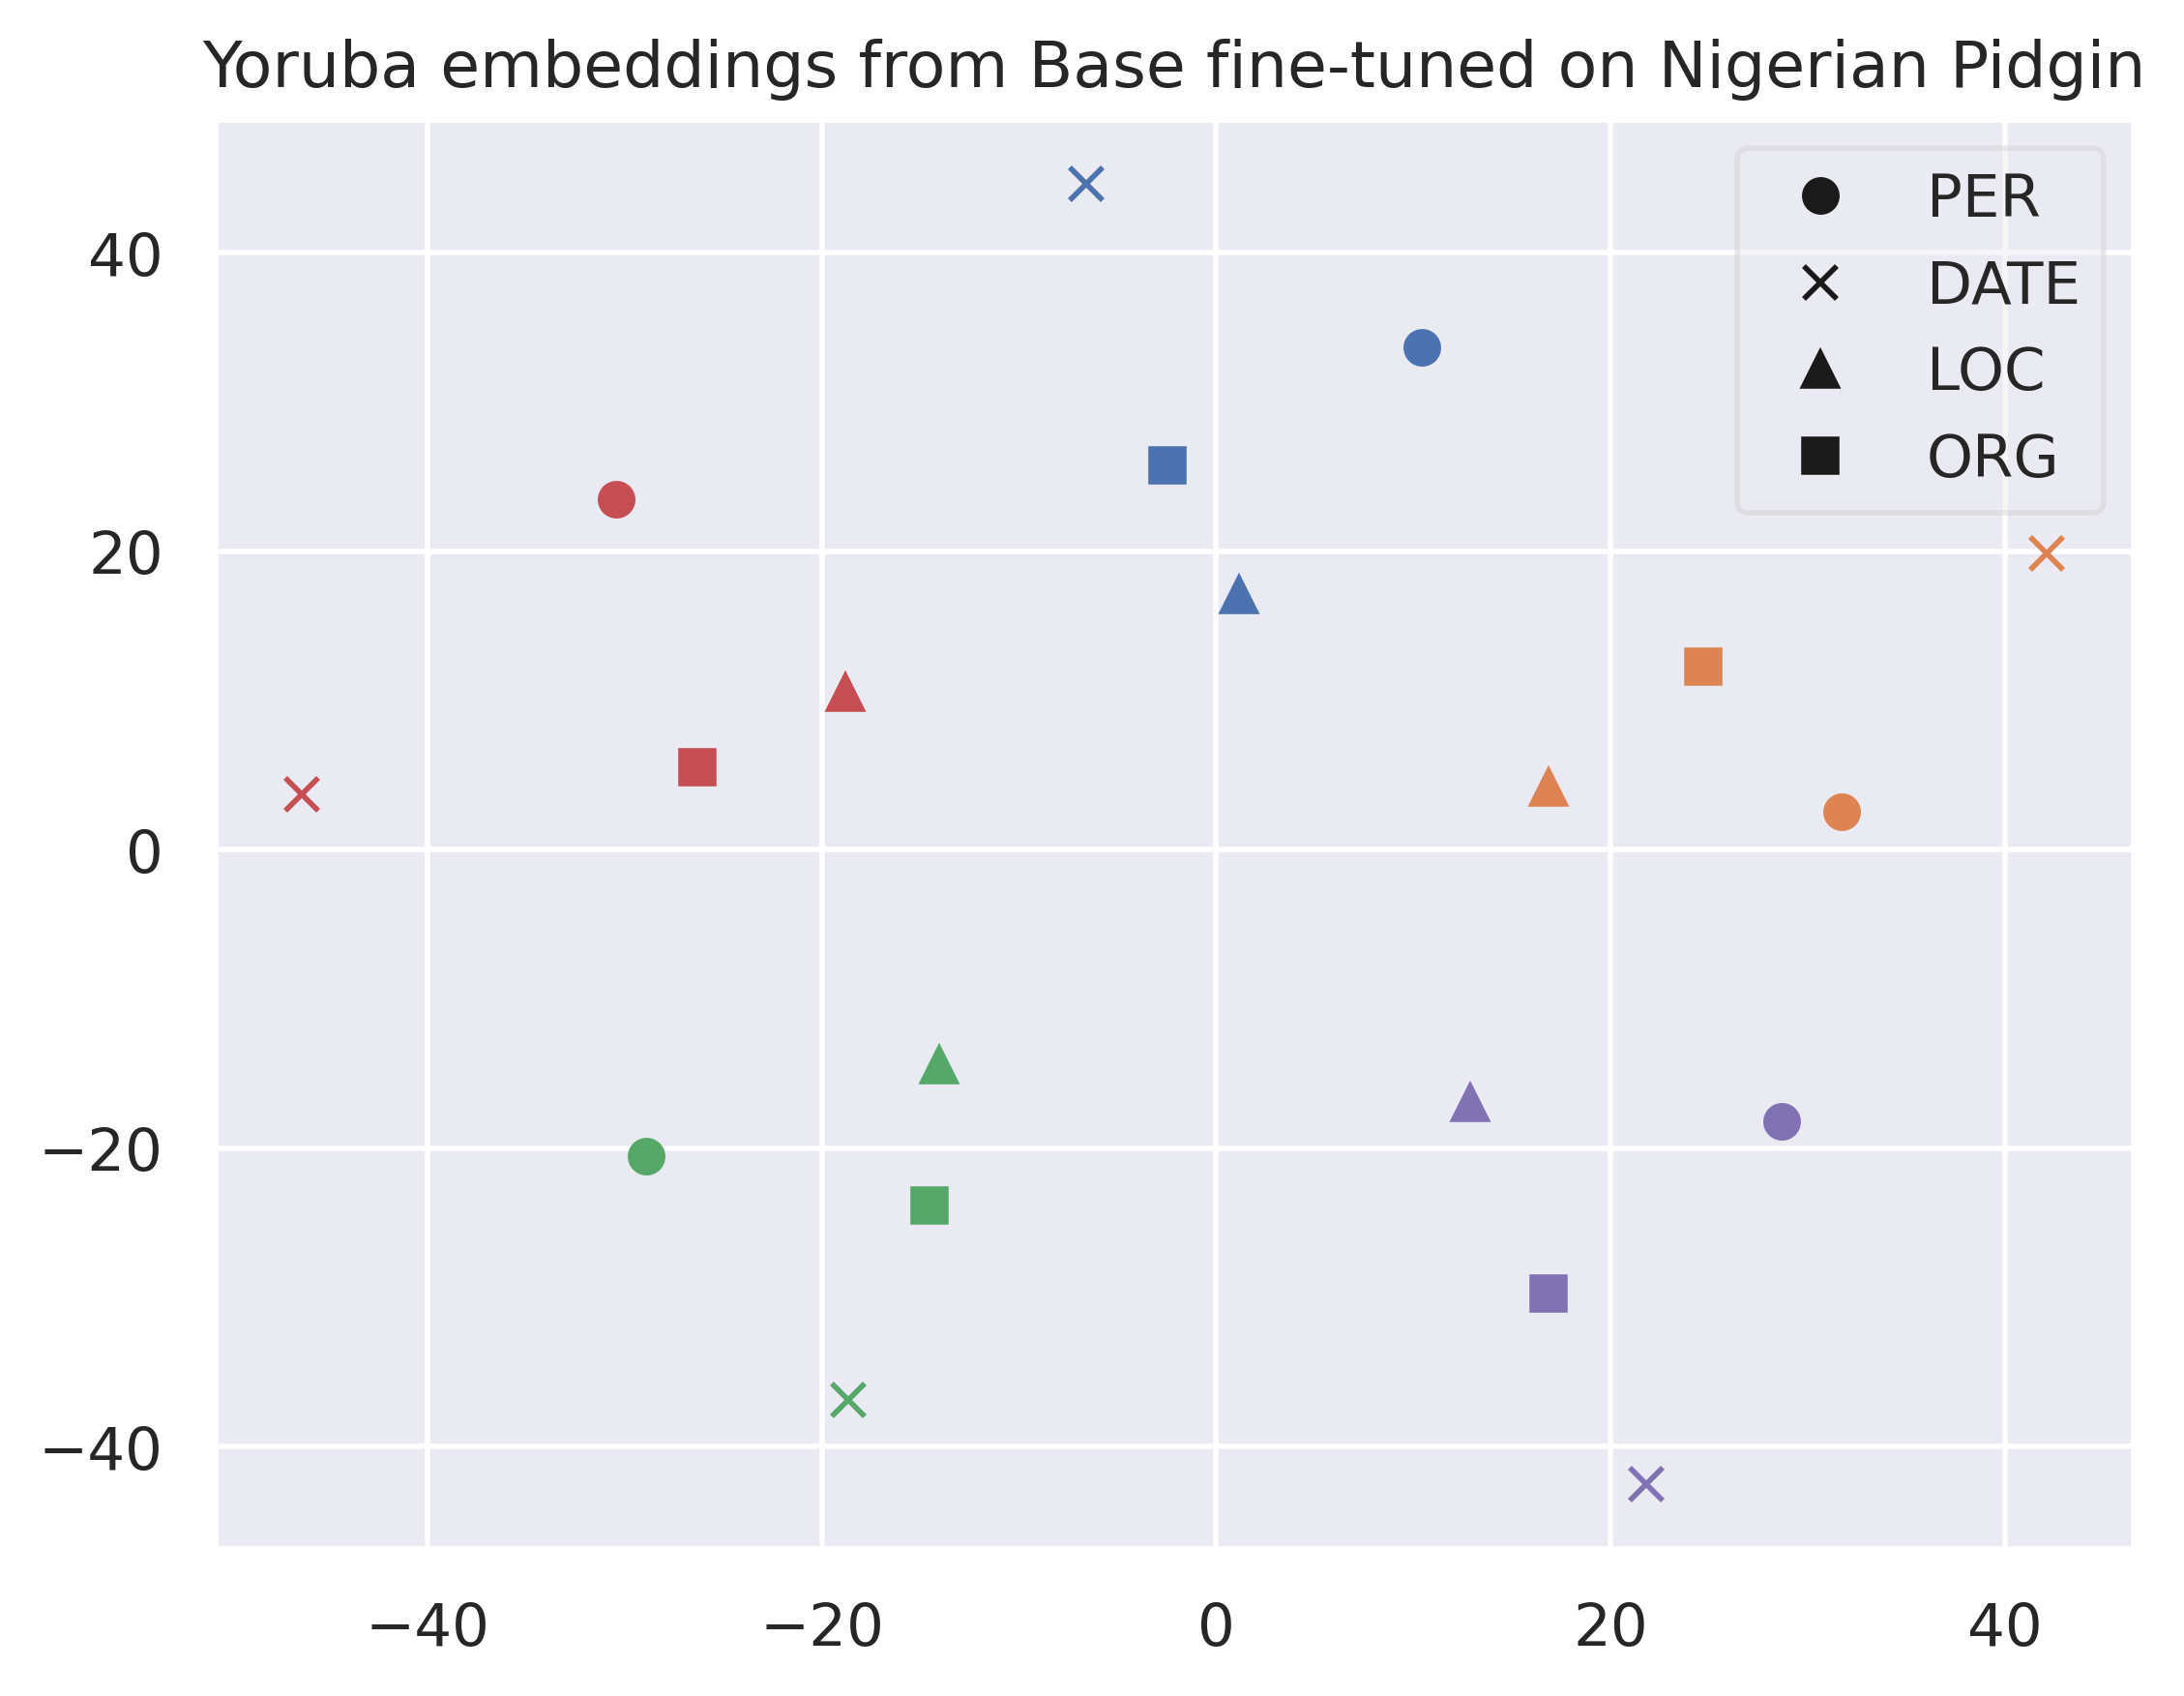 Yoruba embeddings from Base fine-tuned on Nigerian Pidgin
PER
DATE
LOC
ORG
40
20
0
−20
−40
−40 −20 0 20 40